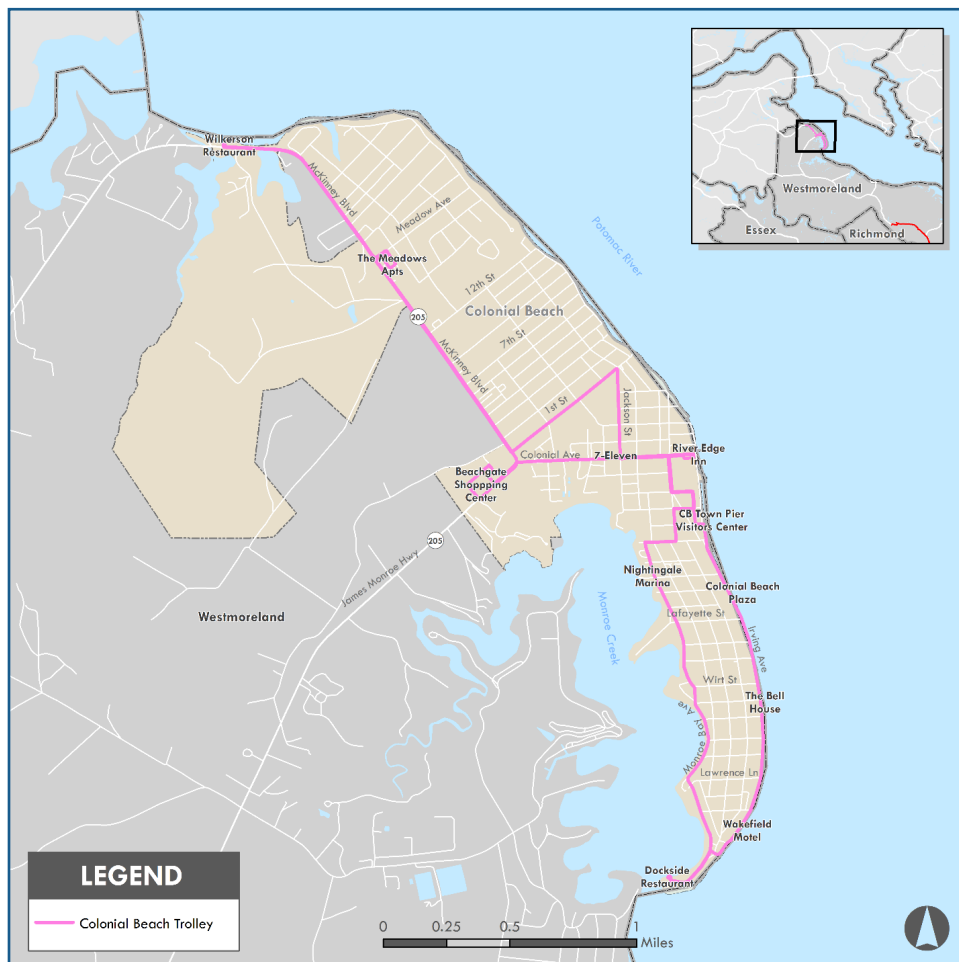 Wilkerson
Restaurant
McKinney Blvd
Meadow Ave
The Meadows
Apts
12th St
Potomac River
205
Colonial Beach
7th St
McKinney Blvd
1st St
Jackson St
Colonial Ave
7-Eleven
River Edge
Inn
Beachgate
Shoppping
Center
CB Town Pier
Visitors Center
205
James Monroe Hwy
Nightingale
Marina
Colonial Beach
Plaza
Monroe Creek
Lafayette St
Westmoreland
Irving Ave
Wirt St
The Bell
House
Monroe Bay Ave
Lawrence Ln
Wakefield
Motel
Dockside
Restaurant
Westmoreland
Essex
Richmond
LEGEND
Colonial Beach Trolley
0 0.25 0.5 1
Miles